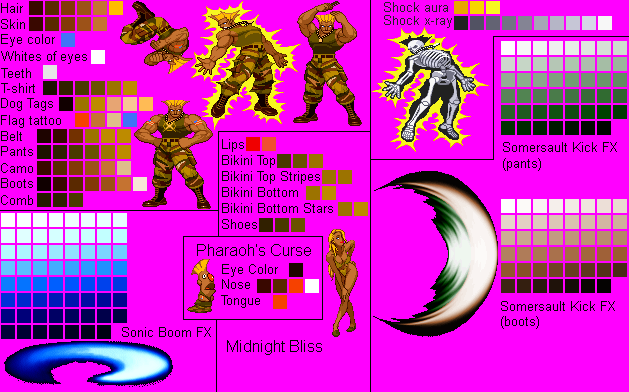 Hair
Skin
Eye color
Whites of eyes
Teeth
T-shirt
Dog Tags
Flag tattoo
Belt
Pants
Camo
Boots
Comb
Shock aura
Shock x-ray
Somersault Kick FX
(pants)
Lips
Bikini Top
Bikini Top Stripes
Bikini Bottom
Bikini Bottom Stars
Shoes
Pharaoh's Curse
Eye Color
Nose
Tongue
Midnight Bliss
Sonic Boom FX
Somersault Kick FX
(boots)